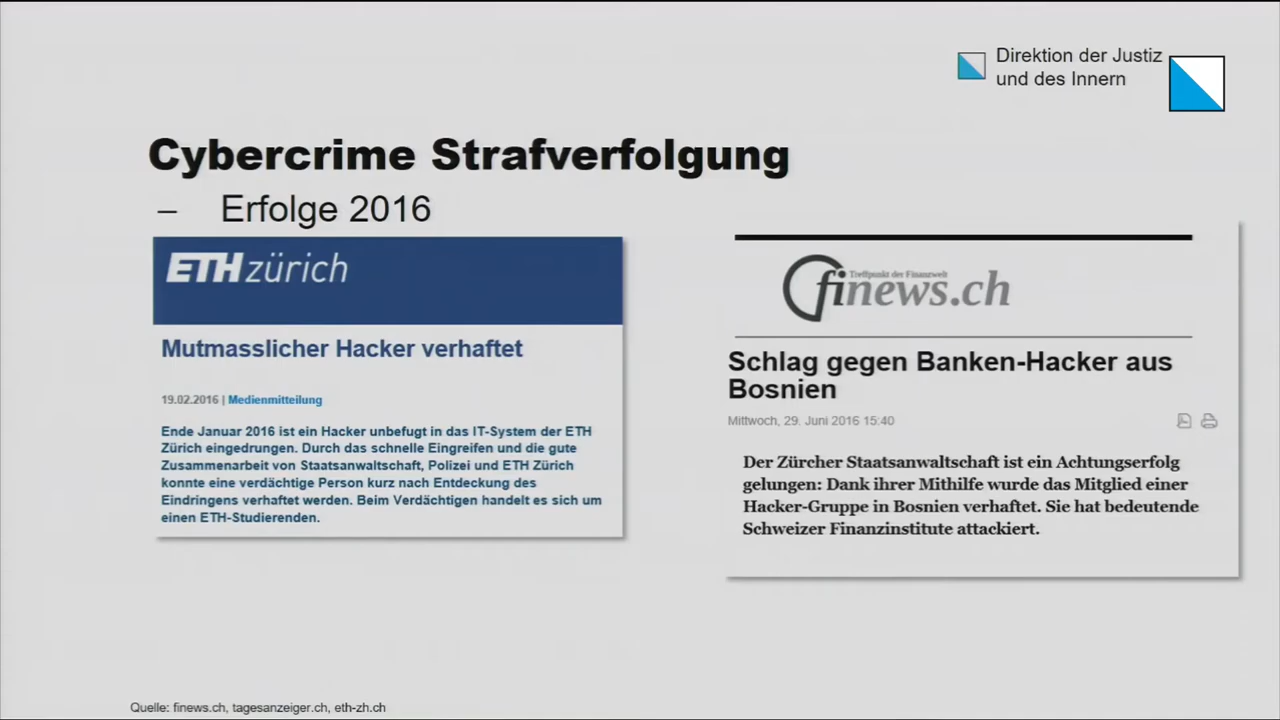 Direktion der Justiz
und des Innern
Cybercrime Strafverfolgung
– Erfolge 2016
ETH zürich
Mutmasslicher Hacker verhaftet
19.02.2016 | Medienmitteilung
Ende Januar 2016 ist ein Hacker unbefugt in das IT-System der ETH
Zürich eingedrungen. Durch das schnelle Eingreifen und die gute
Zusammenarbeit von Staatsanwaltschaft, Polizei und ETH Zürich
konnte eine verdächtige Person kurz nach Entdeckung des
Eindringens verhaftet werden. Beim Verdächtigen handelt es sich um
einen ETH-Studierenden.
Treffpunkt der Finanzwelt
finews.ch
Schlag gegen Banken-Hacker aus
Bosnien
Mittwoch, 29. Juni 2016 15:40
Der Zürcher Staatsanwaltschaft ist ein Achtungserfolg
gelungen: Dank ihrer Mithilfe wurde das Mitglied einer
Hacker-Gruppe in Bosnien verhaftet. Sie hat bedeutende
Schweizer Finanzinstitute attackiert.
Quelle: finews.ch, tagesanzeiger.ch, eth-zh.ch